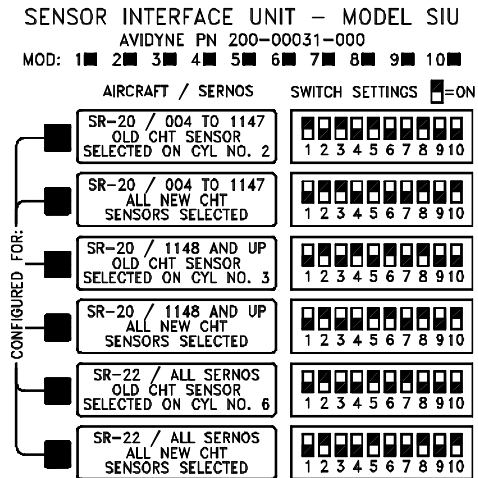 SENSOR INTERFACE UNIT – MODEL SIU
AVIDYNE PN 200-00031-000
MOD: 1■ 2■ 3■ 4■ 5■ 6■ 7■ 8■ 9■ 10■
AIRCRAFT / SERNOS SWITCH SETTINGS =ON
CONFIGURED FOR:
SR-20 / 004 TO 1147
OLD CHT SENSOR
SELECTED ON CYL NO. 2
1 2 3 4 5 6 7 8 9 10
SR-20 / 004 TO 1147
ALL NEW CHT
SENSORS SELECTED
1 2 3 4 5 6 7 8 9 10
SR-20 / 1148 AND UP
OLD CHT SENSOR
SELECTED ON CYL NO. 3
1 2 3 4 5 6 7 8 9 10
SR-20 / 1148 AND UP
ALL NEW CHT
SENSORS SELECTED
1 2 3 4 5 6 7 8 9 10
SR-22 / ALL SERNOS
OLD CHT SENSOR
SELECTED ON CYL NO. 6
1 2 3 4 5 6 7 8 9 10
SR-22 / ALL SERNOS
ALL NEW CHT
SENSORS SELECTED
1 2 3 4 5 6 7 8 9 10